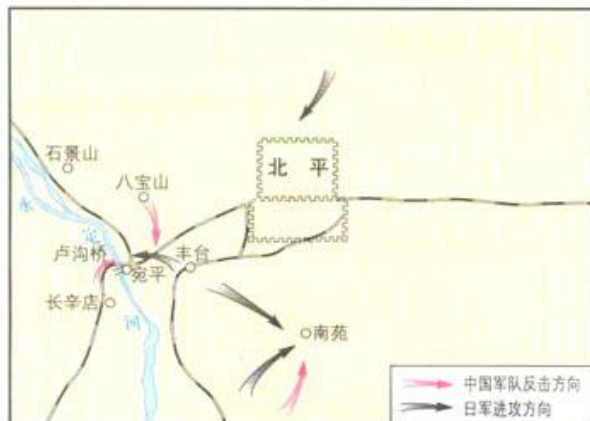 北 平
石景山
八宝山
永
定
河
卢沟桥
宛平
丰台
长辛店
南苑
中国军队反击方向
日军进攻方向